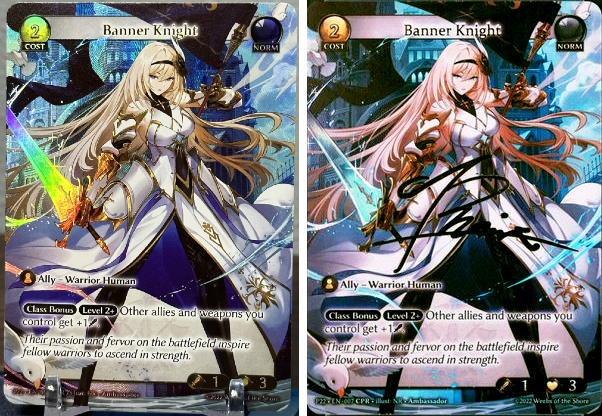 2
COST
Banner Knight
NORM
Ally – Warrior Human
Class Bonus Level 2+ Other allies and weapons you
control get +1
Their passion and fervor on the battlefield inspire
fellow warriors to ascend in strength.
1
3
2
COST
Banner Knight
NORM
Ally – Warrior Human
Class Bonus Level 2+ Other allies and weapons you
control get +1
Their passion and fervor on the battlefield inspire
fellow warriors to ascend in strength.
1
3
P22 • EN-007 CPR • illust: NR • Ambassador
©2022 Weebs of the Shore